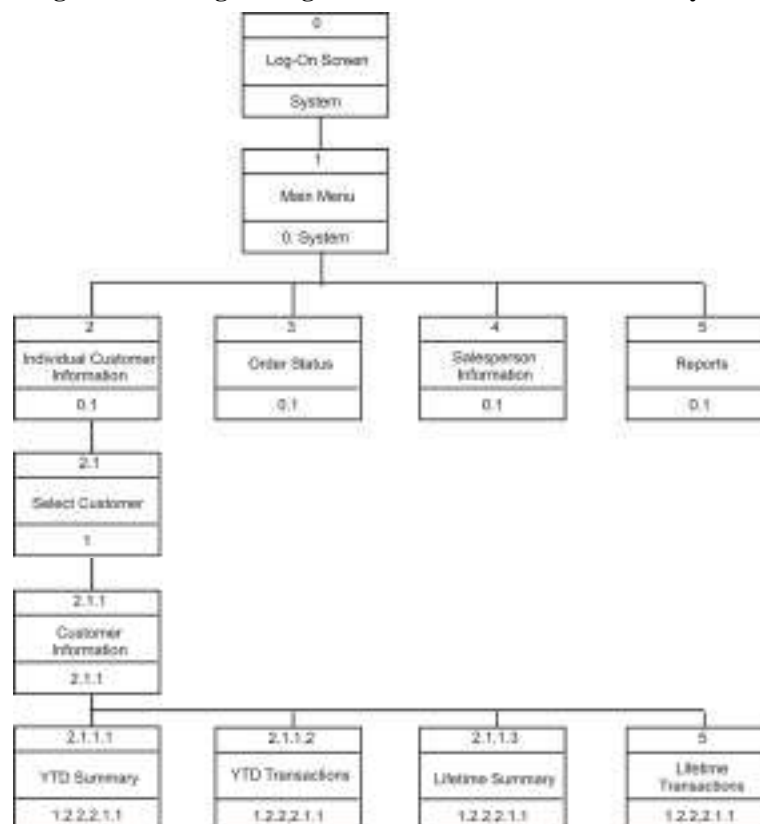 0
Log-On Screen
System
1
Main Menu
0. System
2
Individual Customer
Information
0.1
3
Order Status
0.1
4
Salesperson
Information
0.1
5
Reports
0.1
2.1
Select Customer
1
2.1.1
Customer
Information
2.1.1
2.1.1.1
YTD Summary
1.2.2.2.1.1
2.1.1.2
YTD Transactions
1.2.2.2.1.1
2.1.1.3
Lifetime Summary
1.2.2.2.1.1
5
Lifetime
Transactions
1.2.2.2.1.1